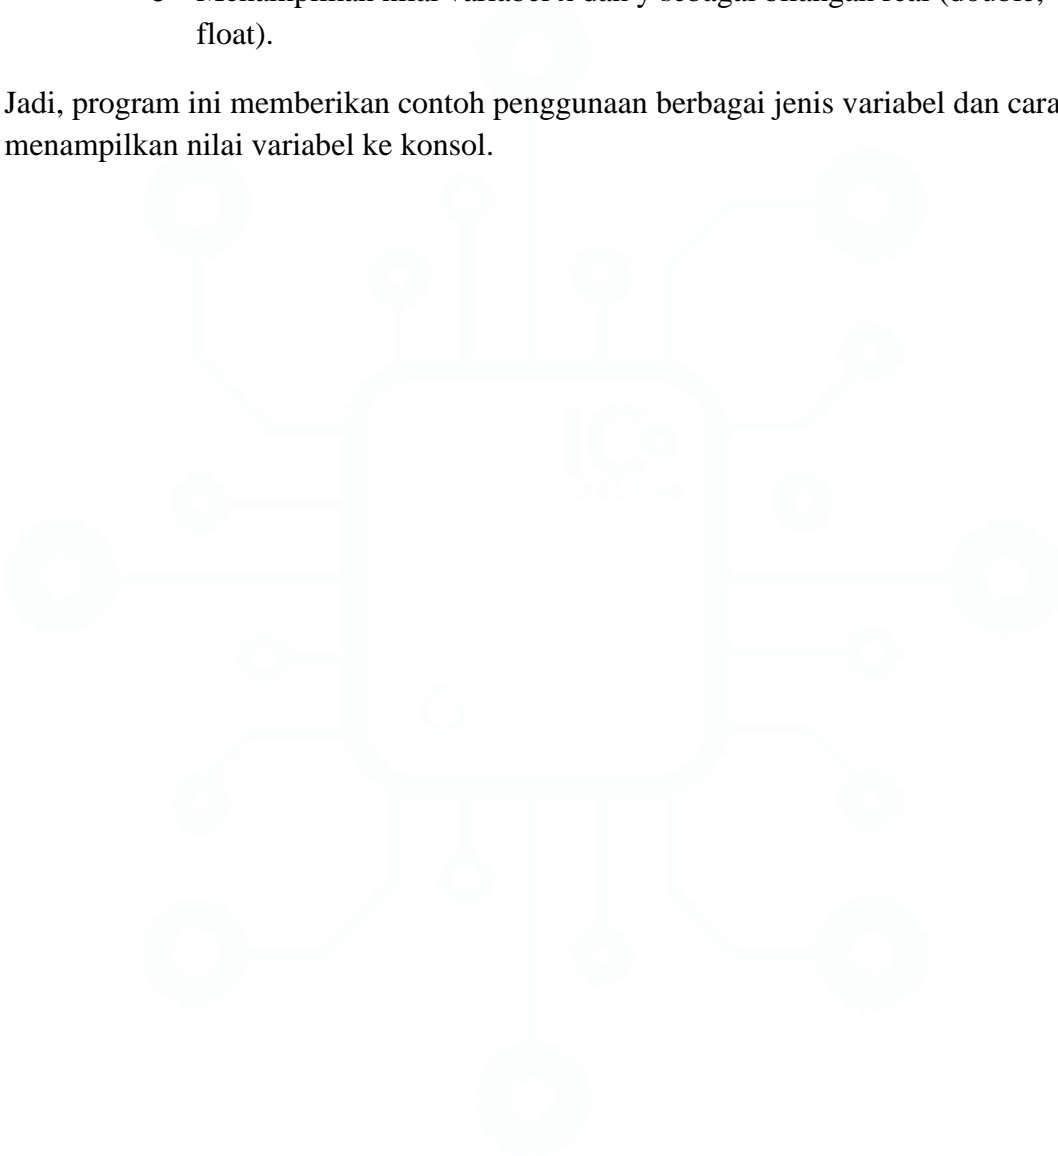 Menampilkan nilai variabel x dan y sebagai bilangan real (double,
float).
Jadi, program ini memberikan contoh penggunaan berbagai jenis variabel dan cara
menampilkan nilai variabel ke konsol.